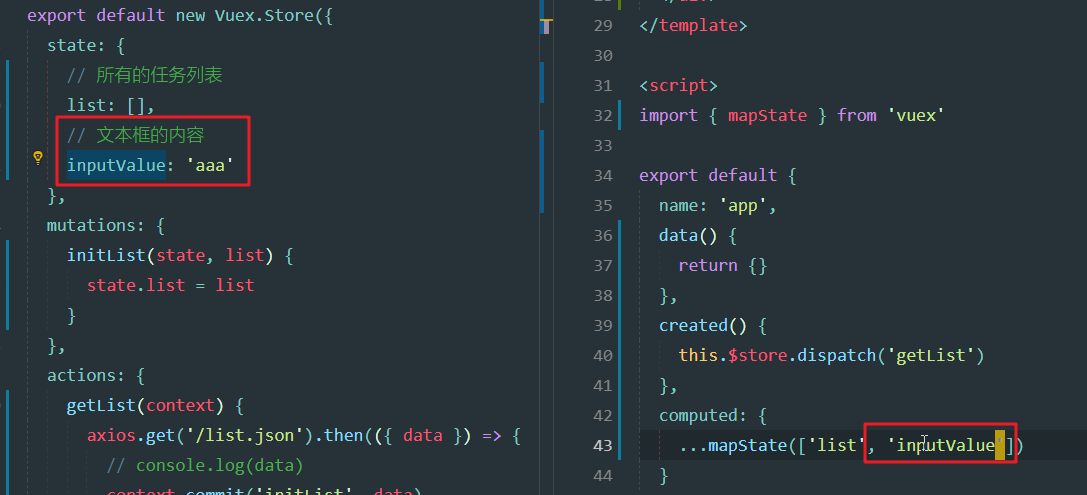 export default new Vuex.Store({
state: {
// 所有的任务列表
list: [],
// 文本框的内容
inputValue: 'aaa'
},
mutations: {
initList(state, list) {
state.list = list
}
},
actions: {
getList(context) {
axios.get('/list.json').then(({ data }) => {
// console.log(data)
context.commit('initList', data)
29 </template>
30
31 <script>
32 import { mapState } from 'vuex'
33
34 export default {
35 name: 'app',
36 data() {
37 return {}
38 },
39 created() {
40 this.$store.dispatch('getList')
41 },
42 computed: {
43 ...mapState(['list', 'inputValue'])
44 }